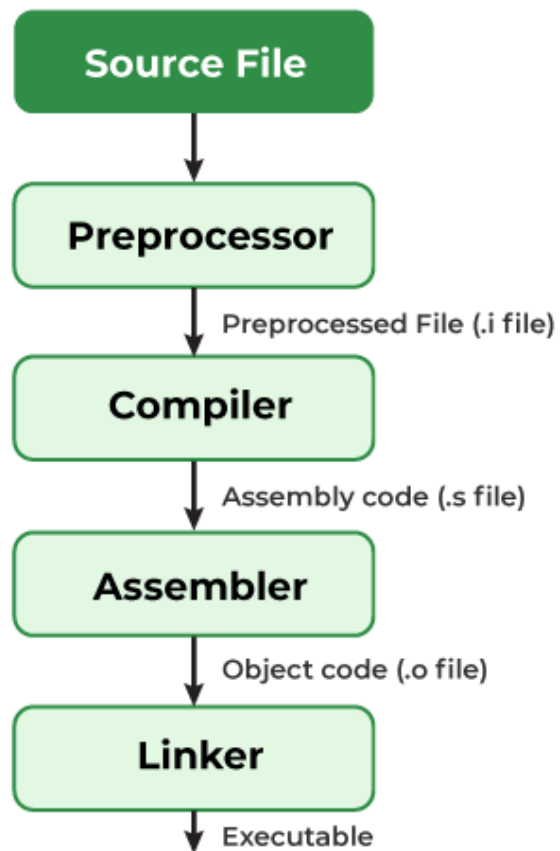 Source File
Preprocessor
Preprocessed File (.i file)
Compiler
Assembly code (.s file)
Assembler
Object code (.o file)
Linker
Executable